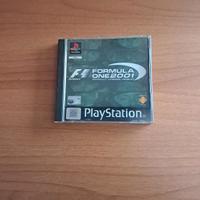 F1
FORMULA
ONE 2001
PlayStation